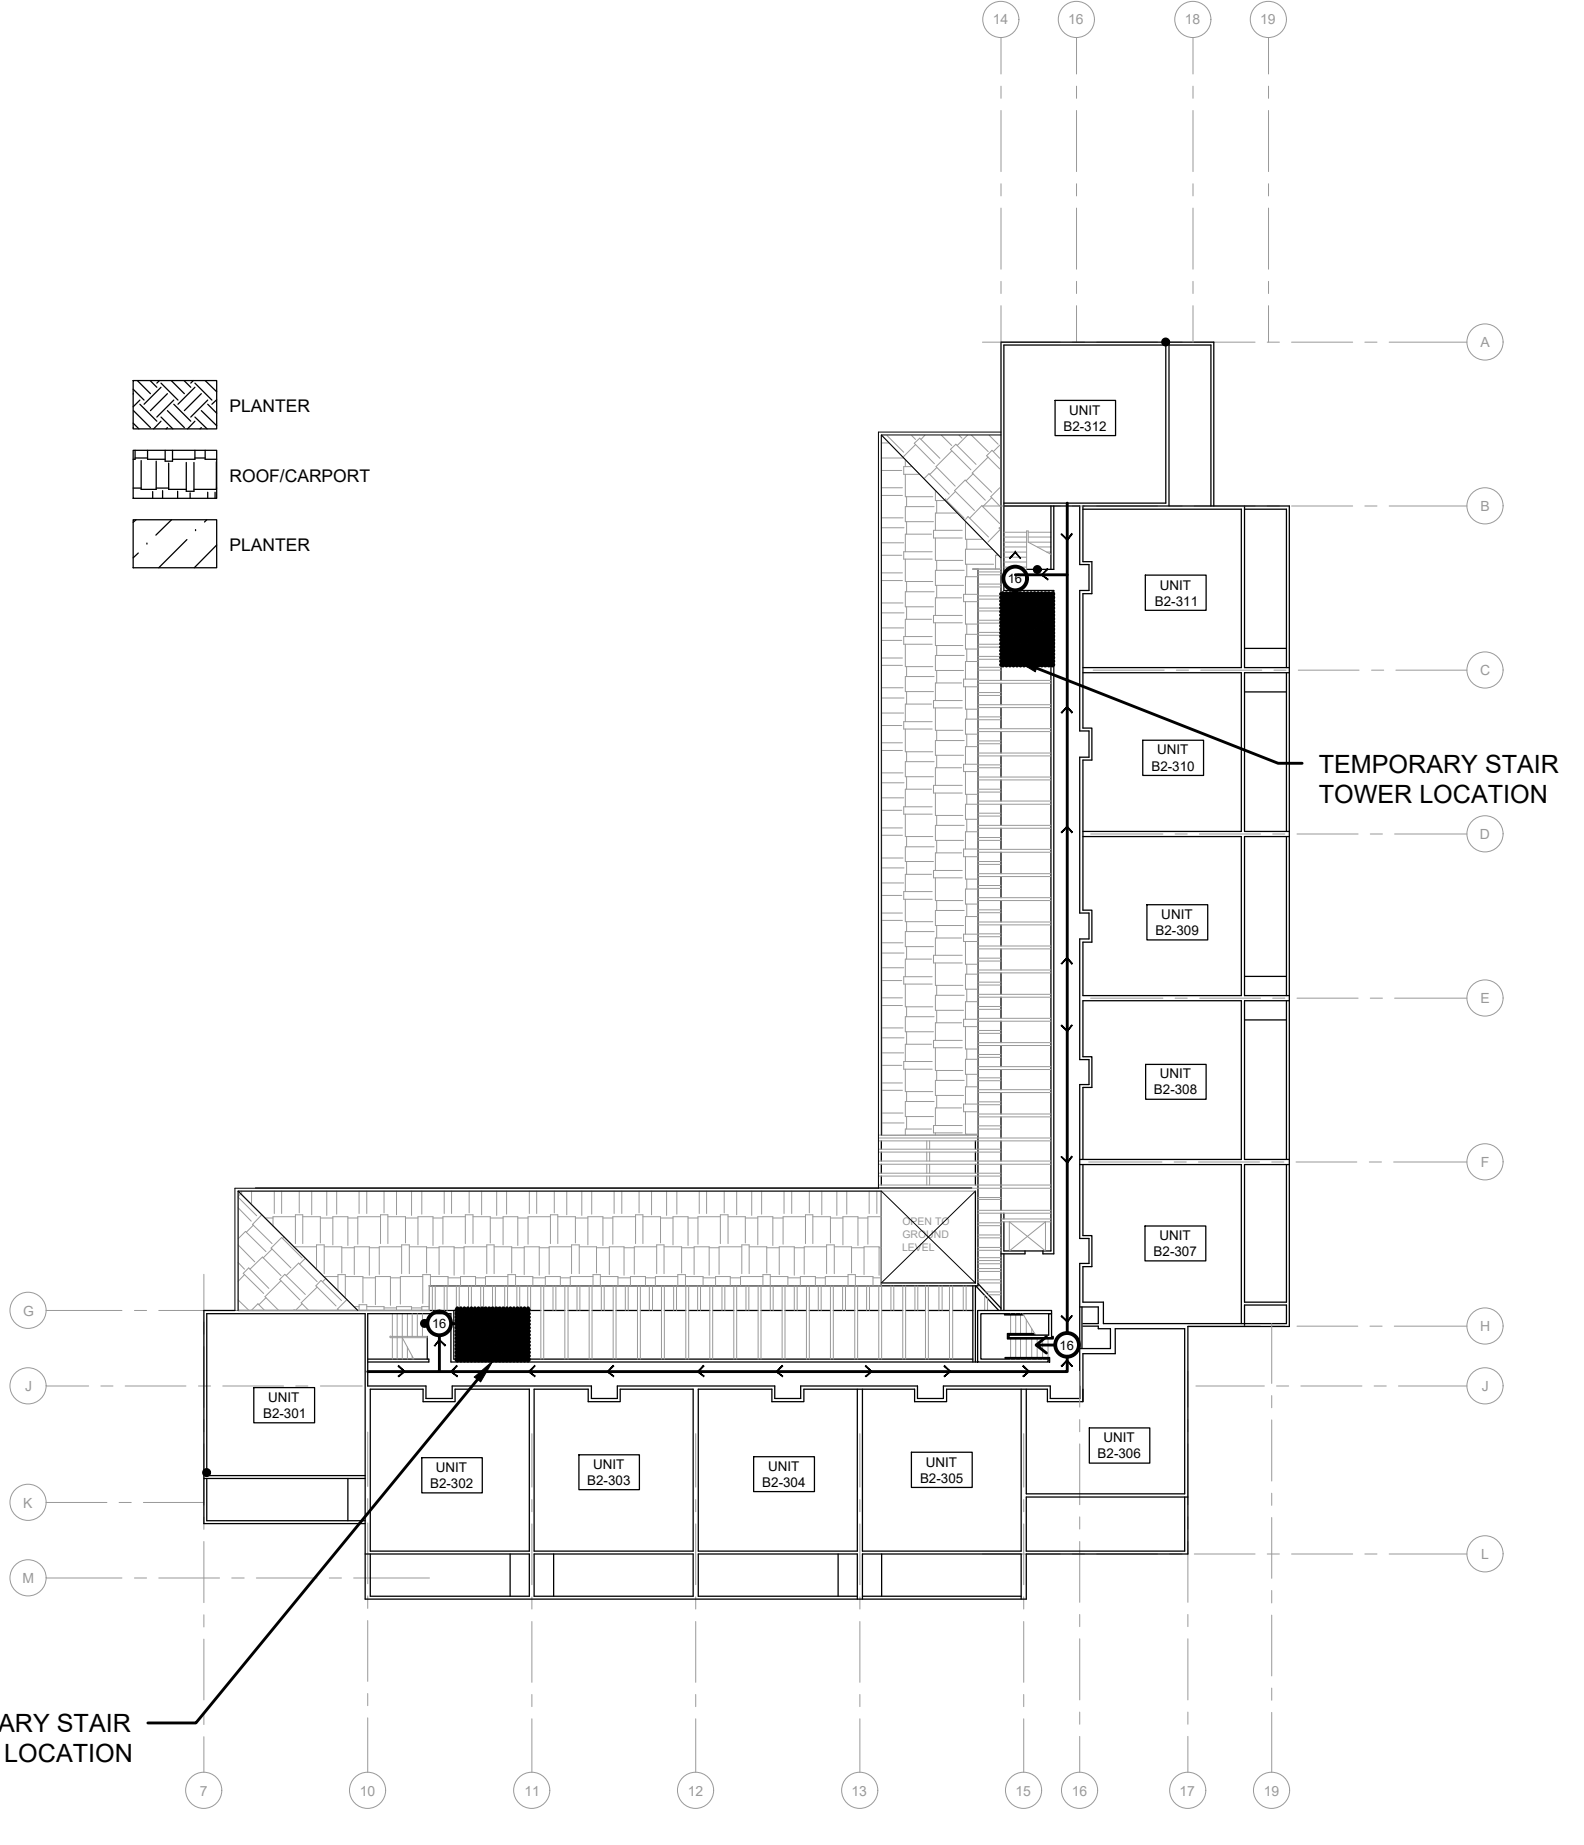 14
16
18
19
A
UNIT
B2-312
PLANTER
ROOF/CARPORT
PLANTER
B
16
UNIT
B2-311
C
UNIT
B2-310
TEMPORARY STAIR
TOWER LOCATION
D
UNIT
B2-309
E
UNIT
B2-308
F
OPEN TO
GROUND
LEVEL
UNIT
B2-307
G
H
16
16
J
J
UNIT
B2-301
UNIT
B2-302
UNIT
B2-303
UNIT
B2-304
UNIT
B2-305
UNIT
B2-306
K
L
M
ARY STAIR
LOCATION
7
10
11
12
13
15
16
17
19